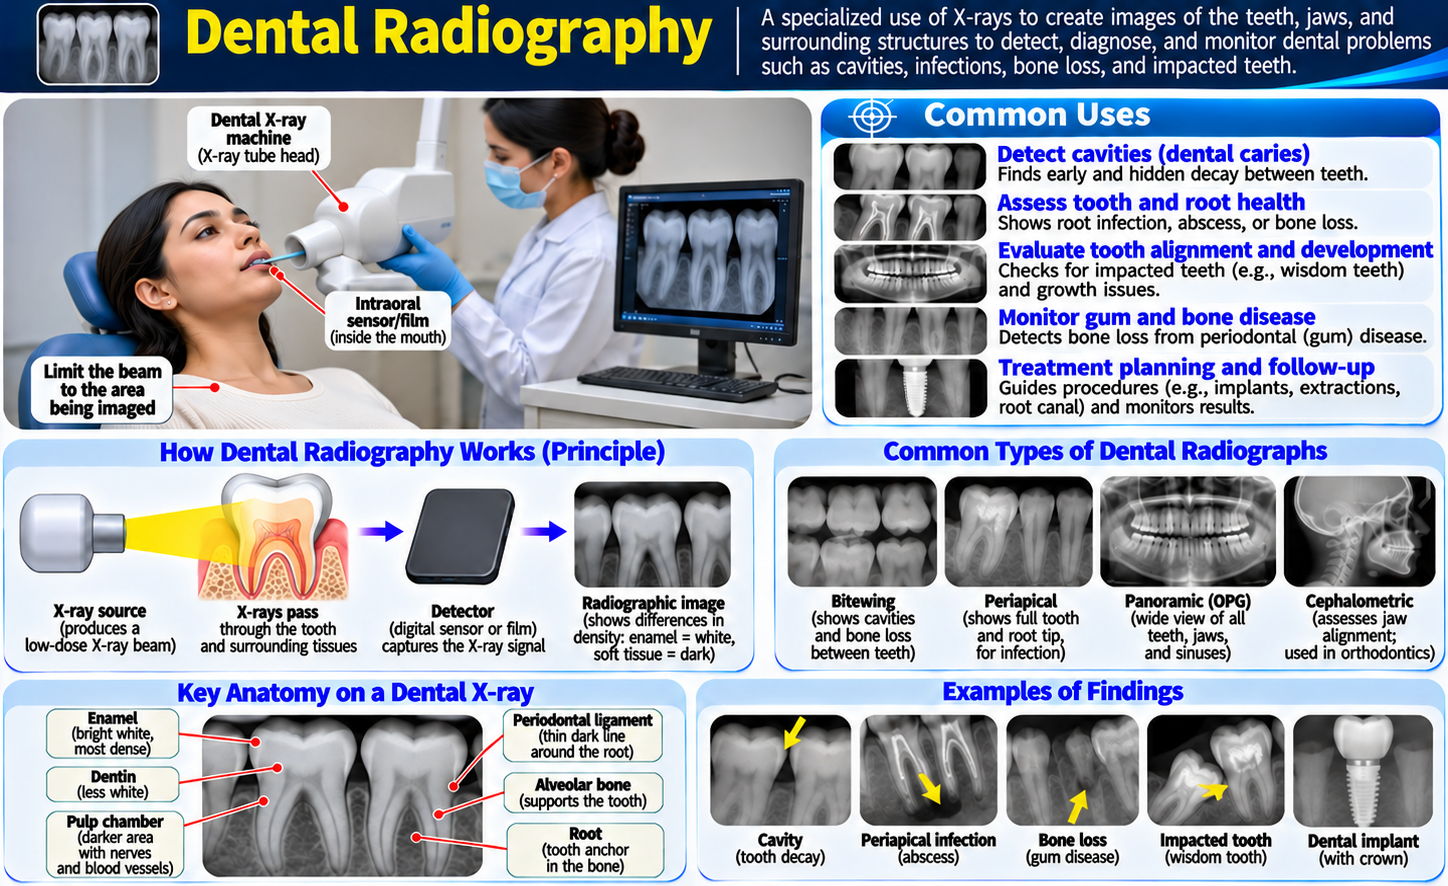 Dental Radiography
A specialized use of X-rays to create images of the teeth, jaws, and
surrounding structures to detect, diagnose, and monitor dental problems
such as cavities, infections, bone loss, and impacted teeth.
Dental X-ray
machine
(X-ray tube head)
Intraoral
sensor/film
(inside the mouth)
Limit the beam
to the area
being imaged
Common Uses
Detect cavities (dental caries)
Finds early and hidden decay between teeth.
Assess tooth and root health
Shows root infection, abscess, or bone loss.
Evaluate tooth alignment and development
Checks for impacted teeth (e.g., wisdom teeth)
and growth issues.
Monitor gum and bone disease
Detects bone loss from periodontal (gum) disease.
Treatment planning and follow-up
Guides procedures (e.g., implants, extractions,
root canal) and monitors results.
How Dental Radiography Works (Principle)
X-ray source
(produces a
low-dose X-ray beam)
X-rays pass
through the tooth
and surrounding tissues
Detector
(digital sensor or film)
captures the X-ray signal
Radiographic image
(shows differences in
density: enamel = white,
soft tissue = dark)
Common Types of Dental Radiographs
Bitewing
(shows cavities
and bone loss
between teeth)
Periapical
(shows full tooth
and root tip,
for infection)
Panoramic (OPG)
(wide view of all
teeth, jaws,
and sinuses)
Cephalometric
(assesses jaw
alignment;
used in orthodontics)
Key Anatomy on a Dental X-ray
Enamel
(bright white,
most dense)
Dentin
(less white)
Pulp chamber
(darker area
with nerves
and blood vessels)
Periodontal ligament
(thin dark line
around the root)
Alveolar bone
(supports the tooth)
Root
(tooth anchor
in the bone)
Examples of Findings
Cavity
(tooth decay)
Periapical infection
(abscess)
Bone loss
(gum disease)
Impacted tooth
(wisdom tooth)
Dental implant
(with crown)